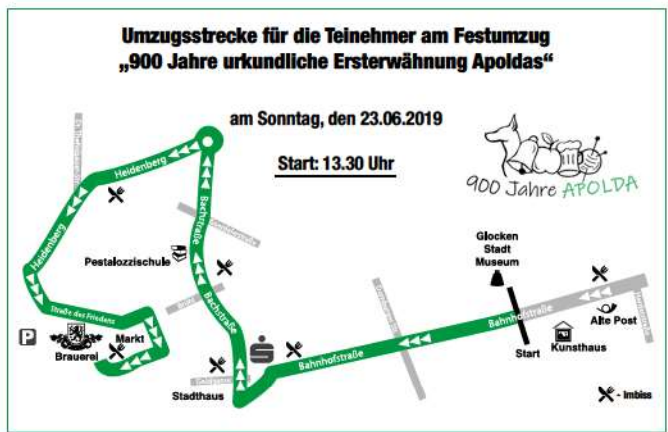 Umzugsstrecke für die Teinehmer am Festumzug
„900 Jahre urkundliche Ersterwähnung Apoldas“
am Sonntag, den 23.06.2019
Start: 13.30 Uhr
900 Jahre APOLDA
Heidenberg
Bachstraße
Heidenberg
Pestalozzischule
Glocken
Stadt
Museum
Straße des Friedens
Bachstraße
Bahnhofstraße
Alte Post
P
Markt
Brauerei
Start
Kunsthaus
Bahnhofstraße
Stadthaus
- Imbiss